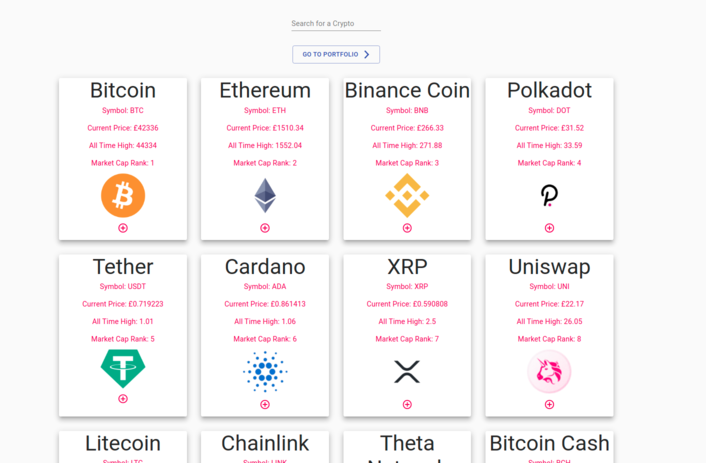 Search for a Crypto
GO TO PORTFOLIO
Bitcoin
Symbol: BTC
Current Price: £42336
All Time High: 44334
Market Cap Rank: 1
Ethereum
Symbol: ETH
Current Price: £1510.34
All Time High: 1552.04
Market Cap Rank: 2
Binance Coin
Symbol: BNB
Current Price: £266.33
All Time High: 271.88
Market Cap Rank: 3
Polkadot
Symbol: DOT
Current Price: £31.52
All Time High: 33.59
Market Cap Rank: 4
Tether
Symbol: USDT
Current Price: £0.719223
All Time High: 1.01
Market Cap Rank: 5
Cardano
Symbol: ADA
Current Price: £0.861413
All Time High: 1.06
Market Cap Rank: 6
XRP
Symbol: XRP
Current Price: £0.590808
All Time High: 2.5
Market Cap Rank: 7
Uniswap
Symbol: UNI
Current Price: £22.17
All Time High: 26.05
Market Cap Rank: 8
Litecoin
Symbol: LTC
Chainlink
Symbol: LINK
Theta
Network
Bitcoin Cash
Symbol: BCH